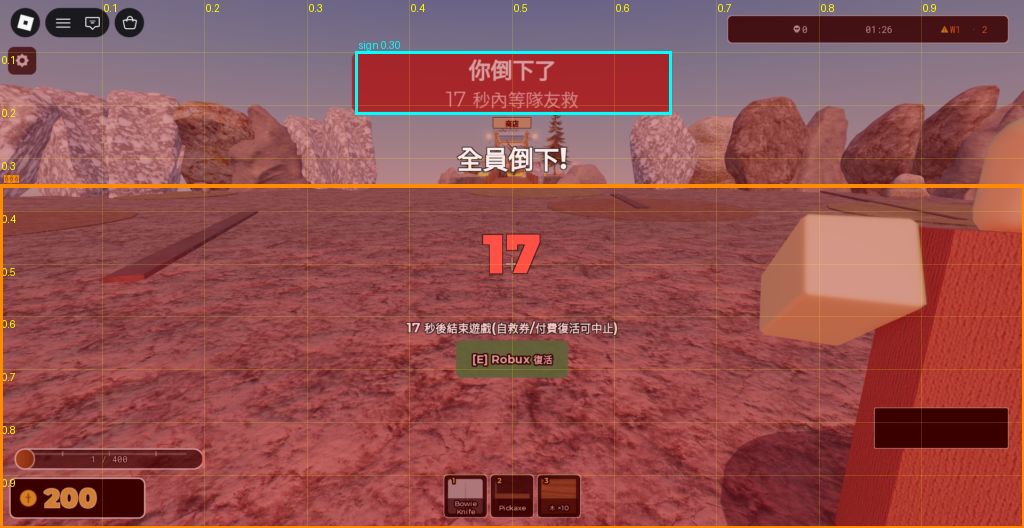 0.1 0.2 0.3 0.4 0.5 0.6 0.7 0.8 0.9
0 01:26 W1 · 2
sign 0.30
0.1
你倒下了
17 秒內等隊友救
0.2
商店
全員倒下!
0.3
0.4
17
0.5
0.6
17 秒後結束遊戲(自救券/付費復活可中止)
[E] Robux 復活
0.7
0.8
1 / 400
0.9
200
1 Bowie Knife
2 Pickaxe
3 木 ×10